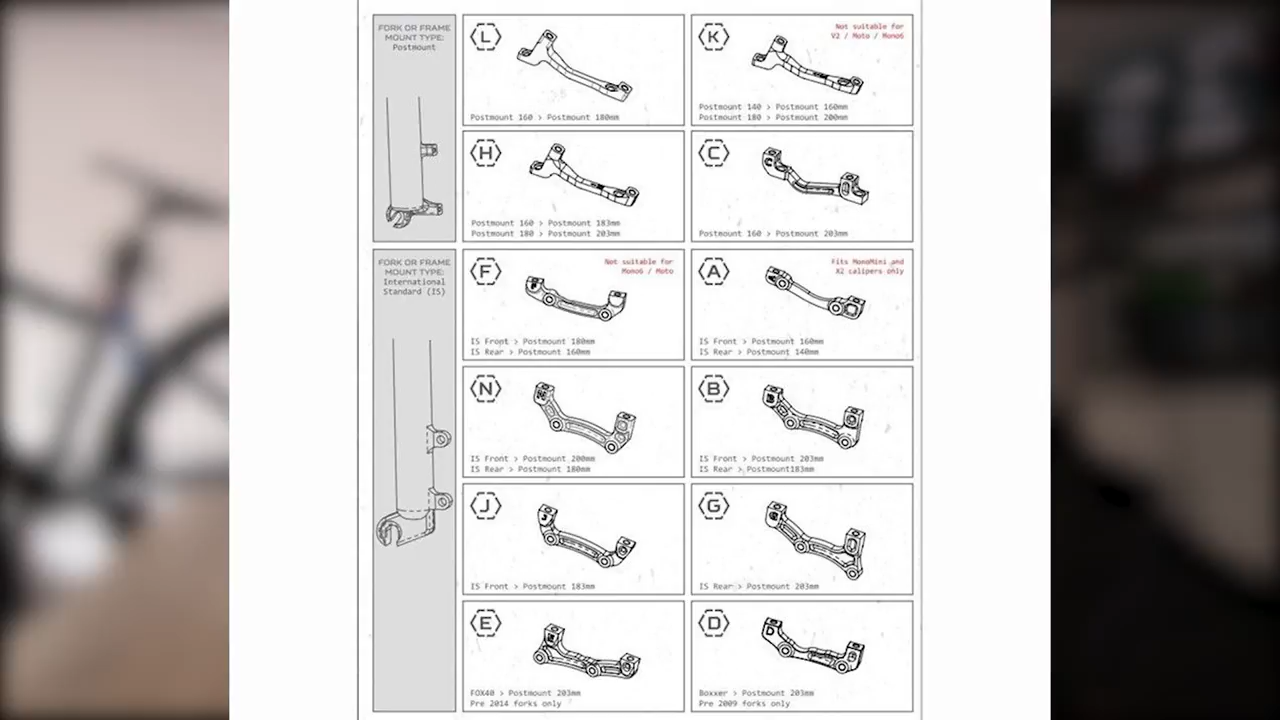 FORK OR FRAME
MOUNT TYPE:
Postmount
L
Postmount 160 > Postmount 180mm
K
Not suitable for
V2 / Moto / Mono6
Postmount 140 > Postmount 160mm
Postmount 180 > Postmount 200mm
H
Postmount 160 > Postmount 183mm
Postmount 180 > Postmount 203mm
C
Postmount 160 > Postmount 203mm
FORK OR FRAME
MOUNT TYPE:
International
Standard (IS)
F
Not suitable for
Mono6 / Moto
IS Front > Postmount 180mm
IS Rear > Postmount 160mm
A
Fits MonoMini and
X2 calipers only
IS Front > Postmount 160mm
IS Rear > Postmount 140mm
N
IS Front > Postmount 200mm
IS Rear > Postmount 180mm
B
IS Front > Postmount 203mm
IS Rear > Postmount183mm
J
IS Front > Postmount 183mm
G
IS Rear > Postmount 203mm
E
FOX40 > Postmount 203mm
Pre 2014 forks only
D
Boxxer > Postmount 203mm
Pre 2009 forks only